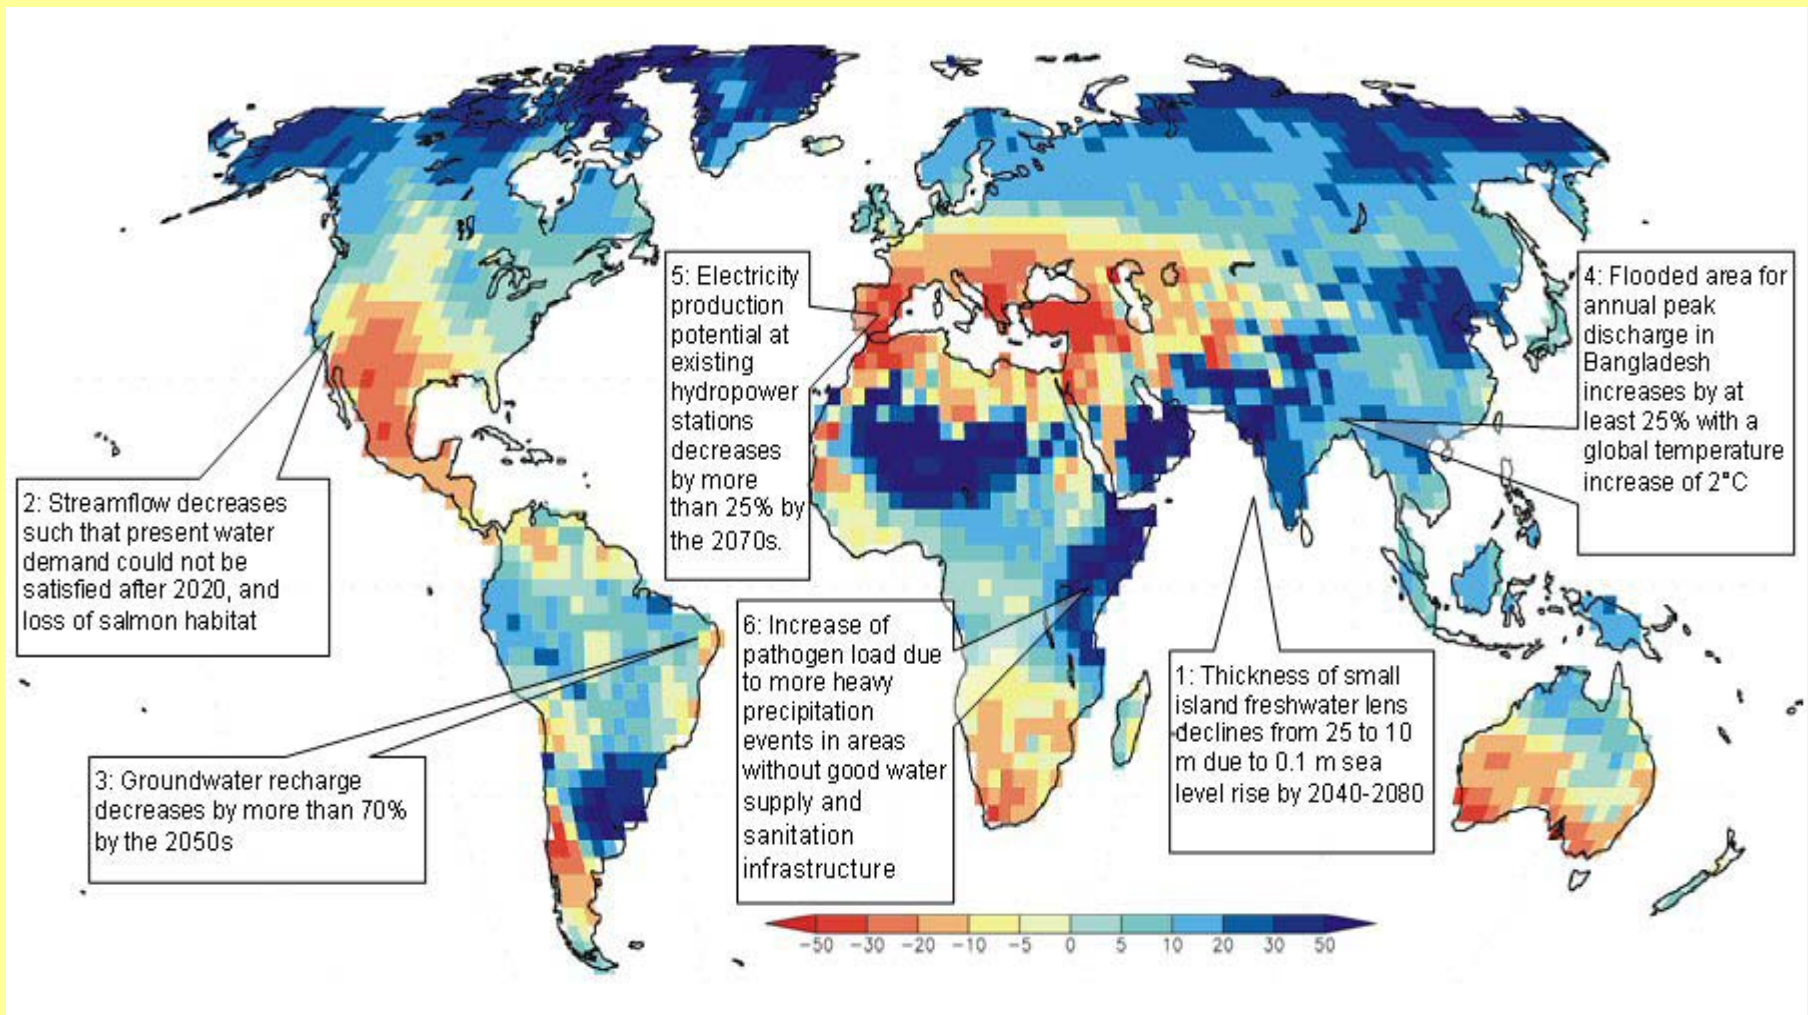 5: Electricity
production
potential at
existing
hydropower
stations
decreases
by more
than 25% by
the 2070s.
4: Flooded area for
annual peak
discharge in
Bangladesh
increases by at
least 25% with a
global temperature
increase of 2°C
2: Streamflow decreases
such that present water
demand could not be
satisfied after 2020, and
loss of salmon habitat
6: Increase of
pathogen load due
to more heavy
precipitation
events in areas
without good water
supply and
sanitation
infrastructure
1: Thickness of small
island freshwater lens
declines from 25 to 10
m due to 0.1 m sea
level rise by 2040-2080
3: Groundwater recharge
decreases by more than 70%
by the 2050s
-50 -30 -20 -10 -5 0 5 10 20 30 50